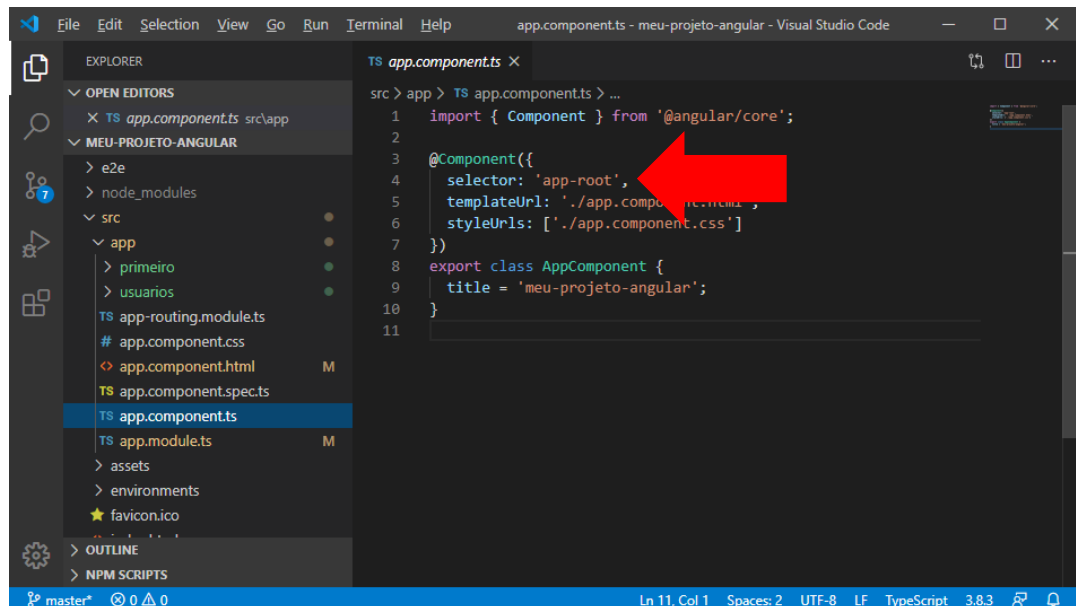 File Edit Selection View Go Run Terminal Help app.component.ts - meu-projeto-angular - Visual Studio Code
EXPLORER
OPEN EDITORS
TS app.component.ts src\app
MEU-PROJETO-ANGULAR
e2e
node_modules
src
app
primeiro
usuarios
TS app-routing.module.ts
# app.component.css
<> app.component.html M
TS app.component.spec.ts
TS app.component.ts
TS app.module.ts M
assets
environments
favicon.ico
OUTLINE
NPM SCRIPTS
7
TS app.component.ts
src > app > TS app.component.ts > ...
1 import { Component } from '@angular/core';
2
3 @Component({
4 selector: 'app-root',
5 templateUrl: './app.component.html',
6 styleUrls: ['./app.component.css']
7 })
8 export class AppComponent {
9 title = 'meu-projeto-angular';
10 }
11
master* 0 0 Ln 11, Col 1 Spaces: 2 UTF-8 LF TypeScript 3.8.3